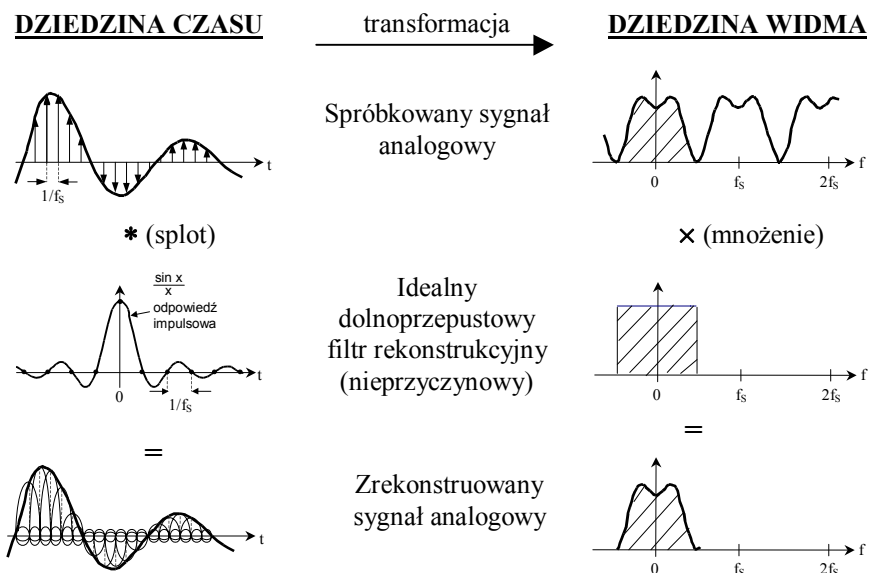 DZIEDZINA CZASU
transformacja
DZIEDZINA WIDMA
Spróbkowany sygnał
analogowy
t
1/fS
0
fS
2fS
f
* (splot)
× (mnożenie)
sin x
x
odpowiedź
impulsowa
t
0
1/fS
Idealny
dolnoprzepustowy
filtr rekonstrukcyjny
(nieprzyczynowy)
0
fS
2fS
f
=
=
t
Zrekonstruowany
sygnał analogowy
0
fS
2fS
f